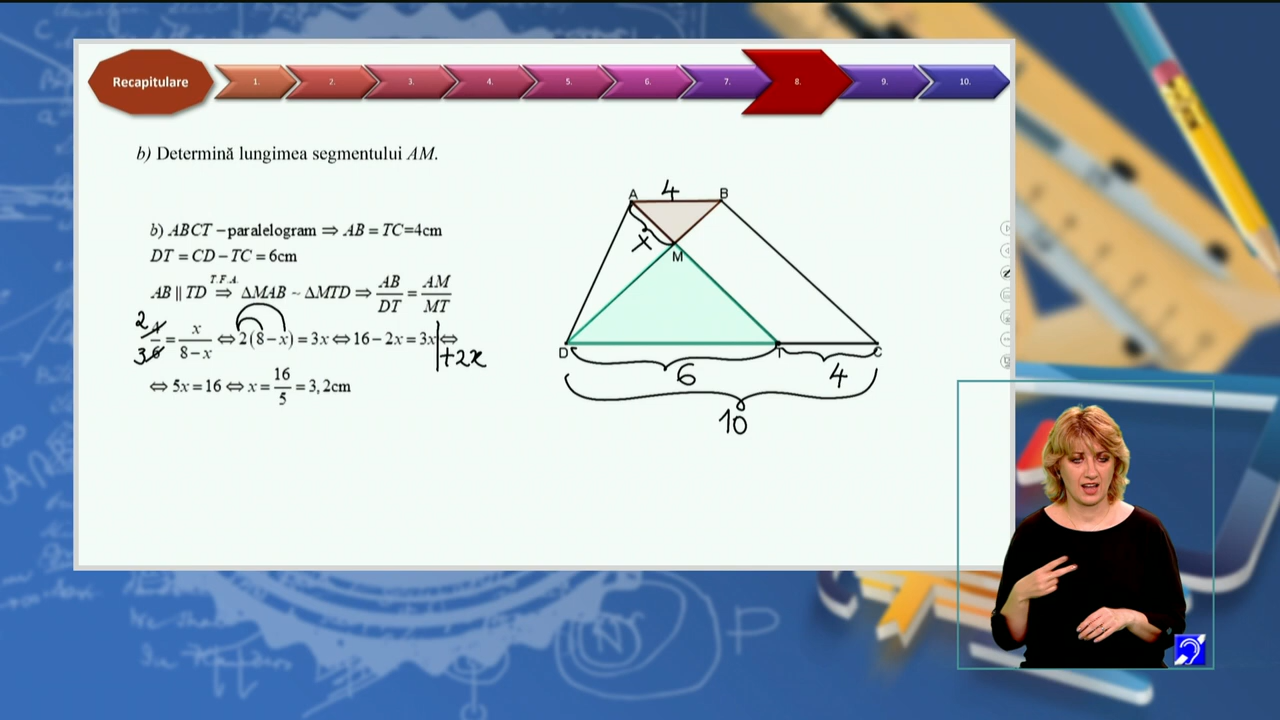 Recapitulare 1. 2. 3. 4. 5. 6. 7. 8. 9. 10.
b) Determină lungimea segmentului AM.
b) ABCT – paralelogram ⇒ AB = TC=4cm
DT = CD – TC = 6cm
AB || TD T.F.A. ⇒ ΔMAB ~ ΔMTD ⇒ AB/DT = AM/MT
2 4/3 6 = x/8–x ⇔ 2(8–x) = 3x ⇔ 16 – 2x = 3x ⇔ |+2x
⇔ 5x = 16 ⇔ x = 16/5 = 3,2cm
A 4 B
x
M
D T C
6 4
10
P